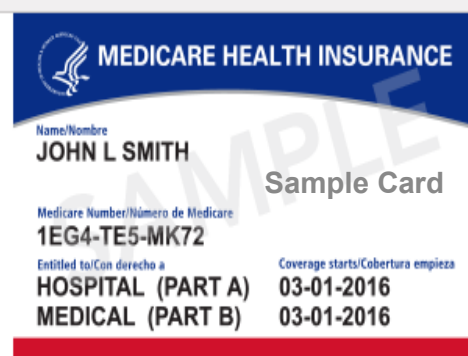 MEDICARE HEALTH INSURANCE
Name/Nombre
JOHN L SMITH
SAMPLE
Sample Card
Medicare Number/Número de Medicare
1EG4-TE5-MK72
Entitled to/Con derecho a Coverage starts/Cobertura empieza
HOSPITAL (PART A) 03-01-2016
MEDICAL (PART B) 03-01-2016